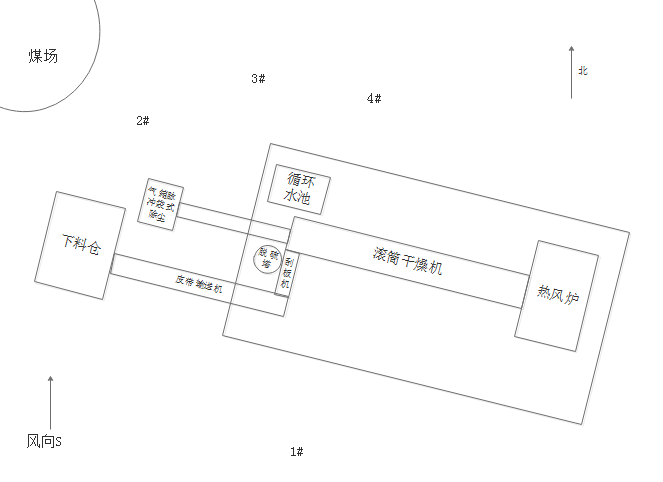 煤场
北
3#
4#
2#
循环
水池
气箱脉
冲袋式
除尘
下料仓
脱硫
塔
刮
板
机
滚筒干燥机
热风炉
皮带输送机
风向S
1#